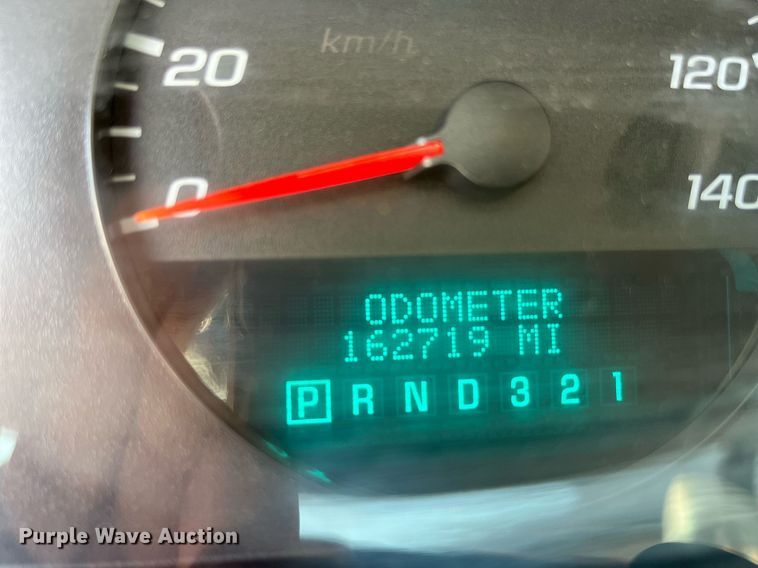 km/h
20
120
0
140
ODOMETER
162719 MI
P R N D 3 2 1
Purple Wave Auction